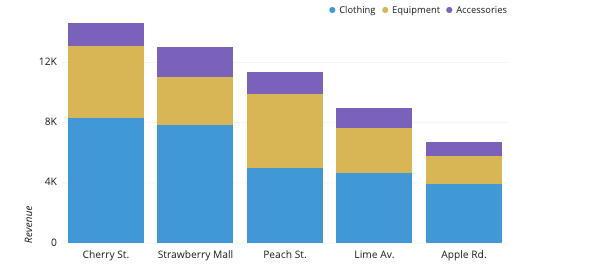 Clothing Equipment Accessories
12K
8K
4K
0
Revenue
Cherry St. Strawberry Mall Peach St. Lime Av. Apple Rd.